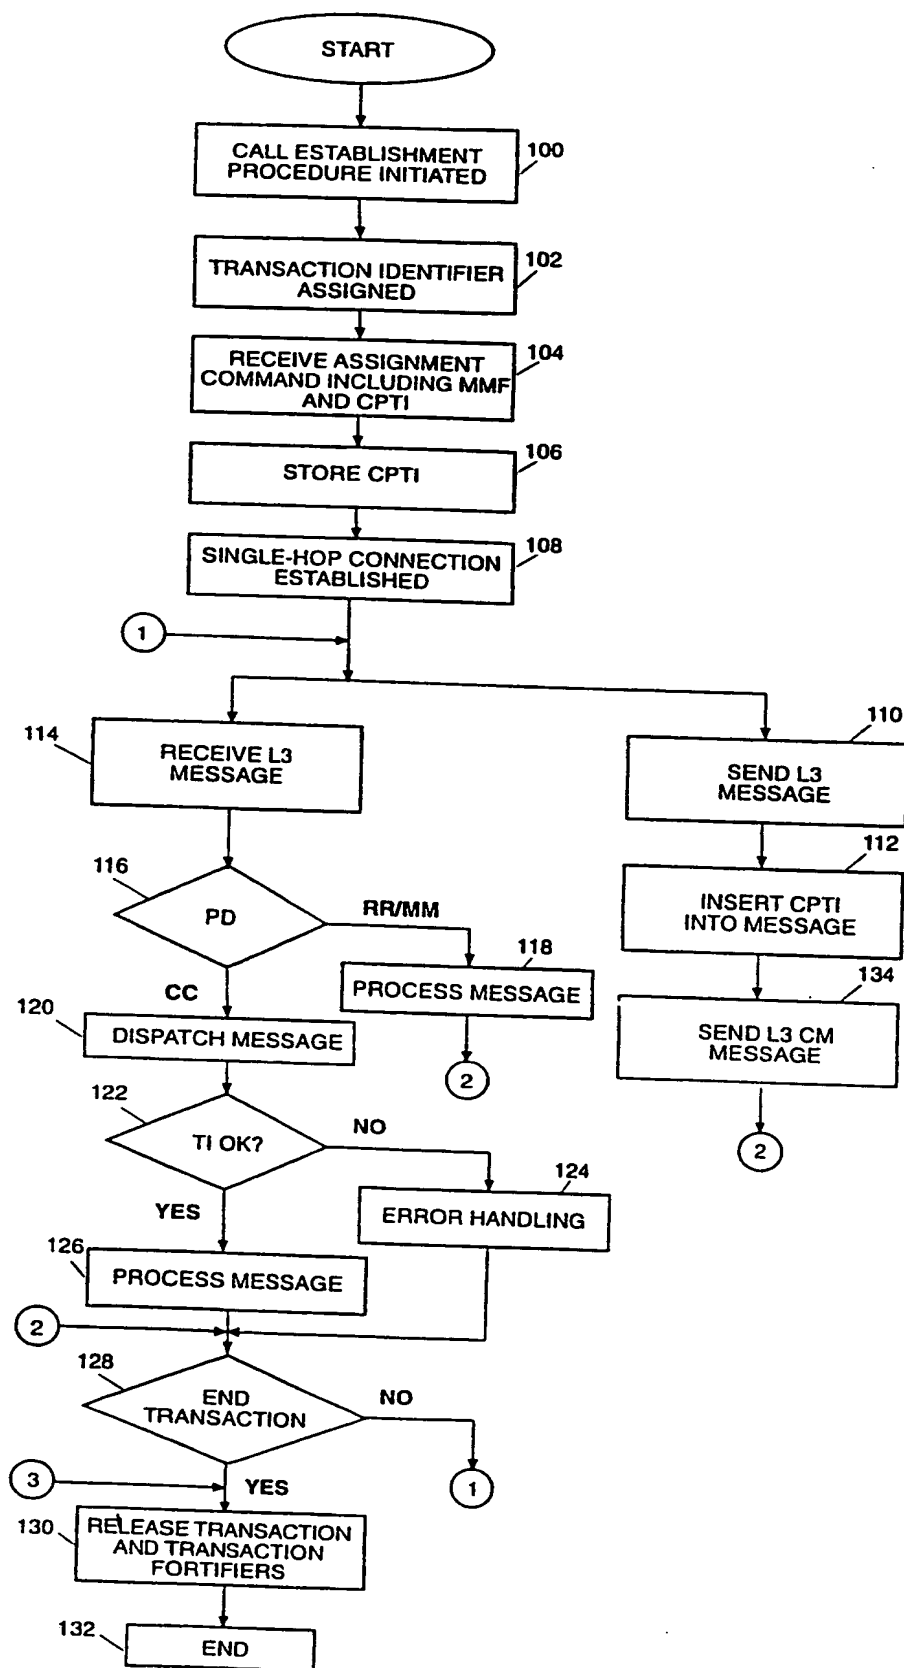 START
CALL ESTABLISHMENT
PROCEDURE INITIATED
100
TRANSACTION IDENTIFIER
ASSIGNED
102
RECEIVE ASSIGNMENT
COMMAND INCLUDING MMF
AND CPTI
104
STORE CPTI
106
SINGLE-HOP CONNECTION
ESTABLISHED
108
1
114
RECEIVE L3
MESSAGE
110
SEND L3
MESSAGE
116
PD
RR/MM
112
INSERT CPTI
INTO MESSAGE
CC
118
PROCESS MESSAGE
2
134
SEND L3 CM
MESSAGE
2
120
DISPATCH MESSAGE
122
TI OK?
NO
124
ERROR HANDLING
YES
126
PROCESS MESSAGE
2
128
END
TRANSACTION
NO
1
3
YES
130
RELEASE TRANSACTION
AND TRANSACTION
FORTIFIERS
132
END